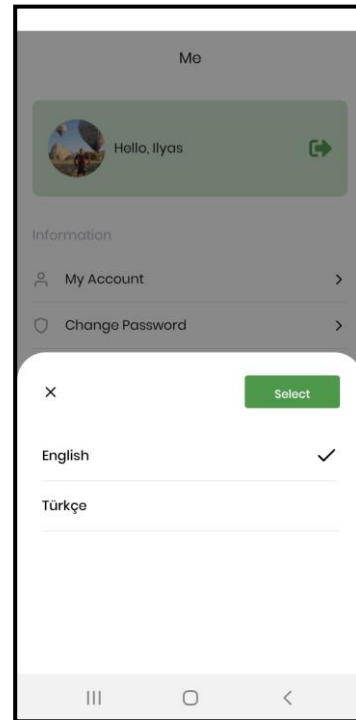 Me
Hello, Ilyas
Information
My Account
Change Password
Select
English
Türkçe